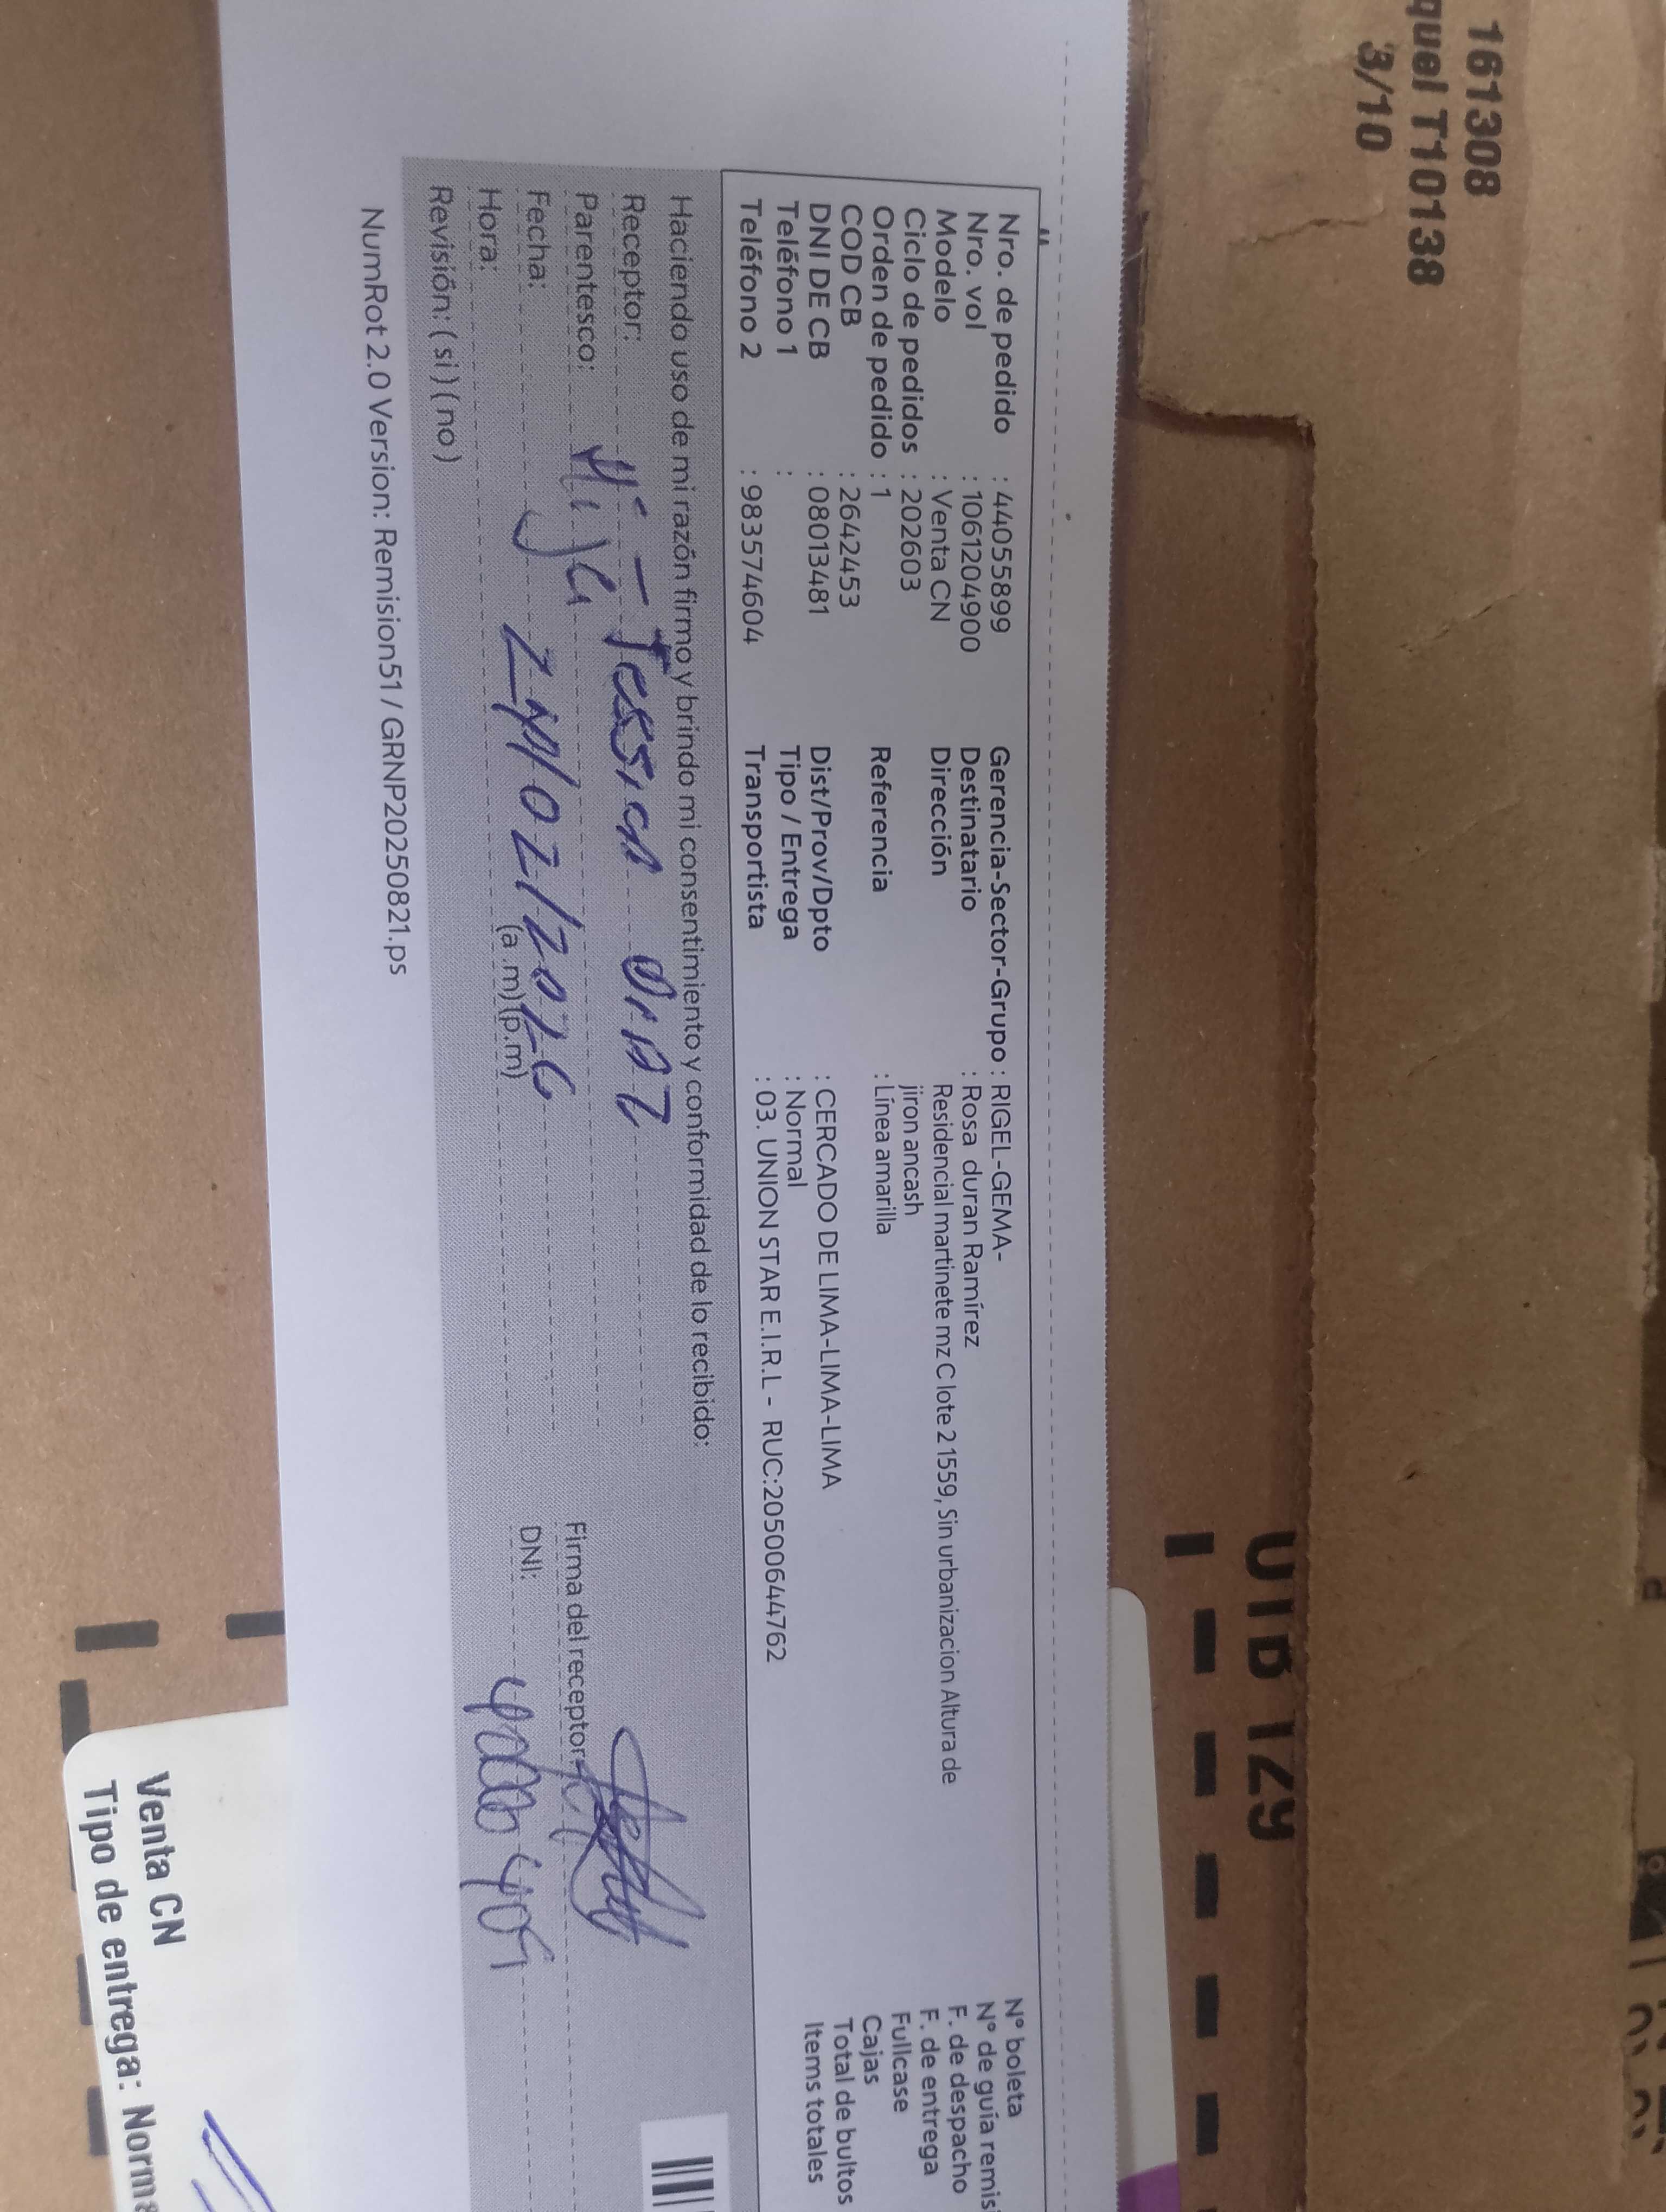 161308
quel T10138
3/10
Nro. de pedido : 44055899
Nro. vol : 1061204900
Modelo : Venta CN
Ciclo de pedidos : 202603
Orden de pedido : 1
COD CB : 2642453
DNI DE CB : 08013481
Teléfono 1 :
Teléfono 2 : 983574604
Gerencia-Sector-Grupo : RIGEL-GEMA-
Destinatario : Rosa duran Ramírez
Dirección Residencial martinete mz C lote 2 1559, Sin urbanizacion Altura de
jiron ancash
Referencia : Línea amarilla
Dist/Prov/Dpto : CERCADO DE LIMA-LIMA-LIMA
Tipo / Entrega : Normal
Transportista : 03. UNION STAR E.I.R.L - RUC:20500644762
N° boleta
N° de guía remis
F. de despacho
F. de entrega
Fullcase
Cajas
Total de bultos
Items totales
Haciendo uso de mi razón firmo y brindo mi consentimiento y conformidad de lo recibido:
Receptor: Jessica
Parentesco: Hija
Fecha: 24/02/2026
Hora: (a .m)(p.m)
Revisión: ( si ) ( no )
Firma del receptor:
DNI:
NumRot 2.0 Version: Remision51 / GRNP20250821.ps
Venta CN
Tipo de entrega: Norma